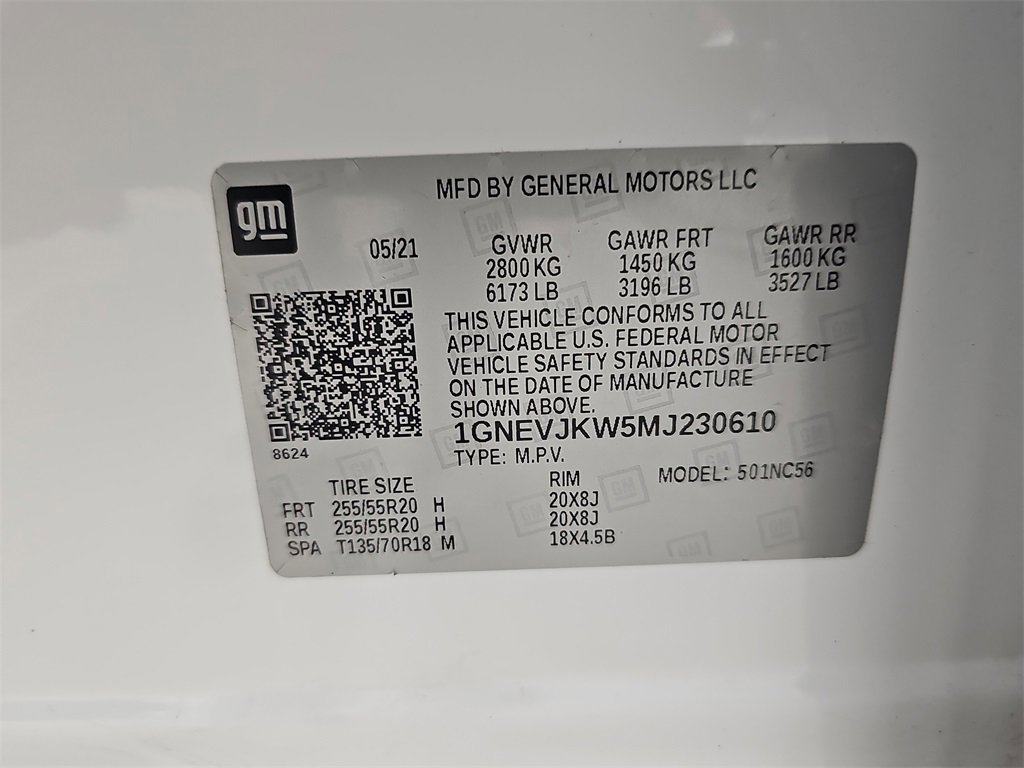 MFD BY GENERAL MOTORS LLC
gm
05/21 GVWR GAWR FRT GAWR RR
2800 KG 1450 KG 1600 KG
6173 LB 3196 LB 3527 LB
THIS VEHICLE CONFORMS TO ALL
APPLICABLE U.S. FEDERAL MOTOR
VEHICLE SAFETY STANDARDS IN EFFECT
ON THE DATE OF MANUFACTURE
SHOWN ABOVE.
1GNEVJKW5MJ230610
8624
TYPE: M.P.V.
MODEL: 501NC56
TIRE SIZE RIM
FRT 255/55R20 H 20X8J
RR 255/55R20 H 20X8J
SPA T135/70R18 M 18X4.5B